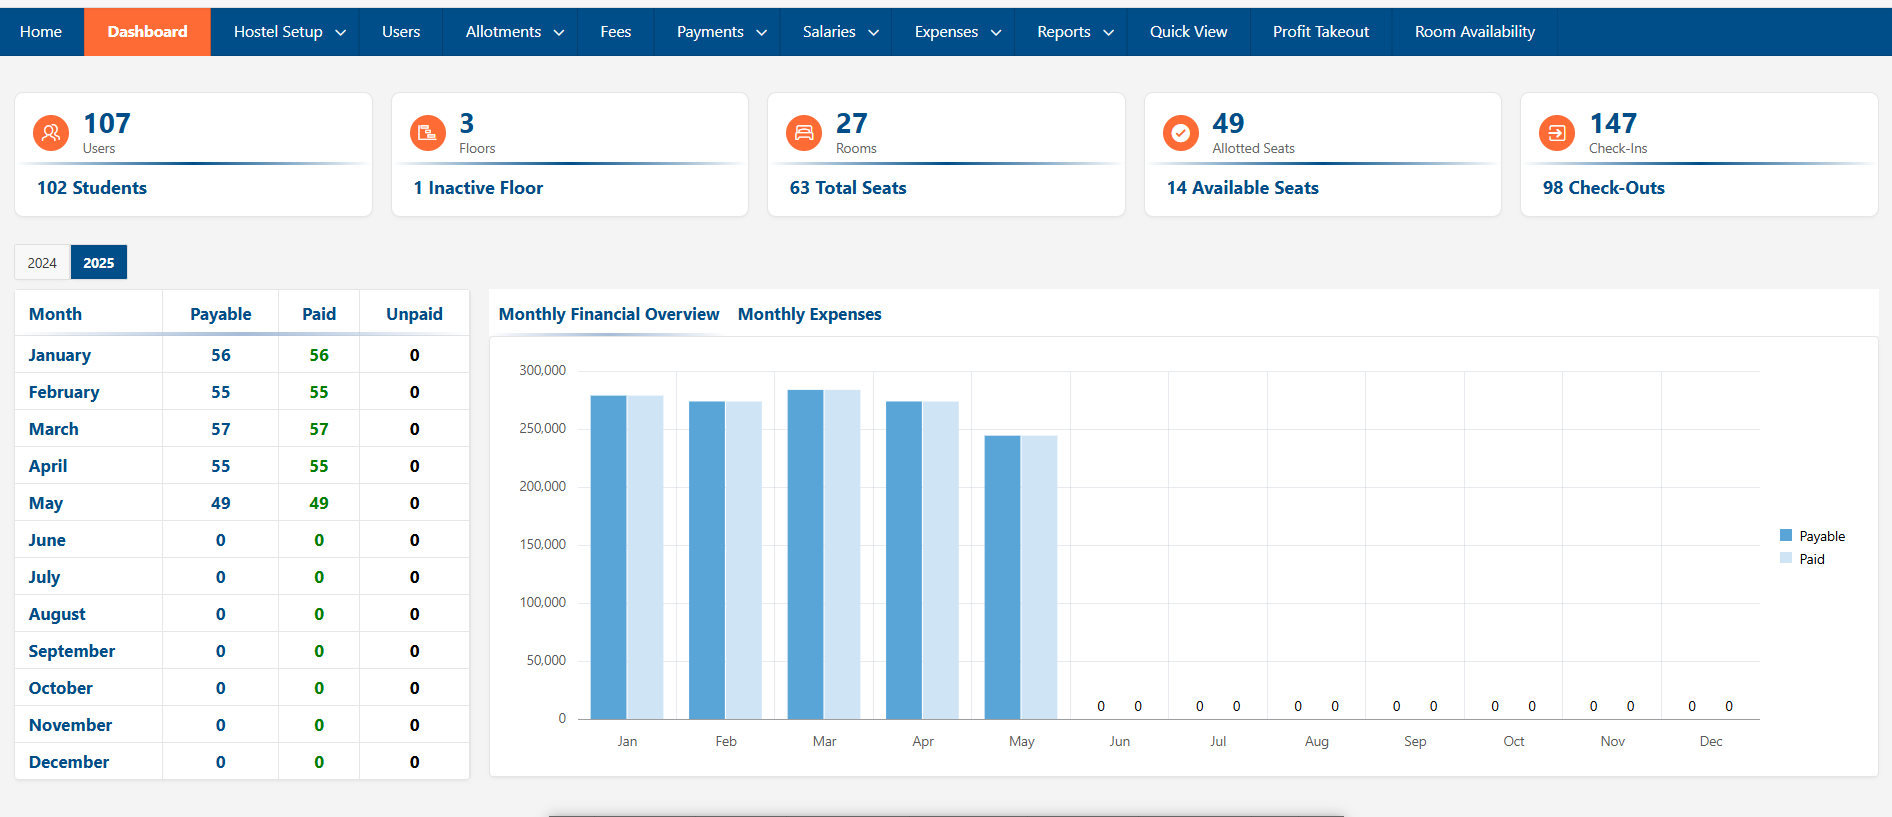 Home Dashboard Hostel Setup Users Allotments Fees Payments Salaries Expenses Reports Quick View Profit Takeout Room Availability
107
Users
102 Students
3
Floors
1 Inactive Floor
27
Rooms
63 Total Seats
49
Allotted Seats
14 Available Seats
147
Check-Ins
98 Check-Outs
2024 2025
Month Payable Paid Unpaid
January 56 56 0
February 55 55 0
March 57 57 0
April 55 55 0
May 49 49 0
June 0 0 0
July 0 0 0
August 0 0 0
September 0 0 0
October 0 0 0
November 0 0 0
December 0 0 0
Monthly Financial Overview Monthly Expenses
300,000
250,000
200,000
150,000
100,000
50,000
0
0 0 0 0 0 0 0 0 0 0 0 0 0 0
Jan Feb Mar Apr May Jun Jul Aug Sep Oct Nov Dec
Payable
Paid